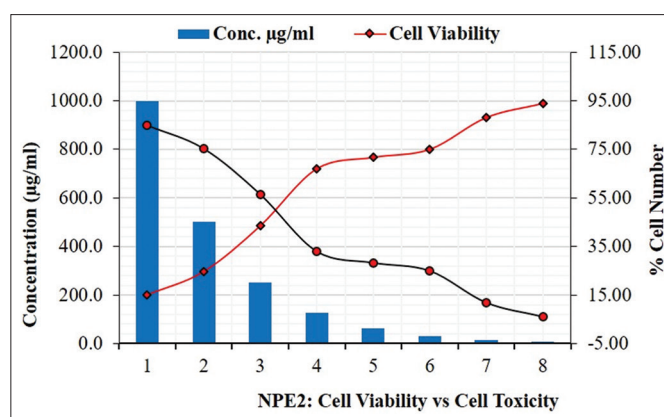 Conc. µg/ml Cell Viability
1200.0
1000.0
800.0
600.0
400.0
200.0
0.0
Concentration (µg/ml)
115.00
95.00
75.00
55.00
35.00
15.00
-5.00
% Cell Number
1 2 3 4 5 6 7 8
NPE2: Cell Viability vs Cell Toxicity